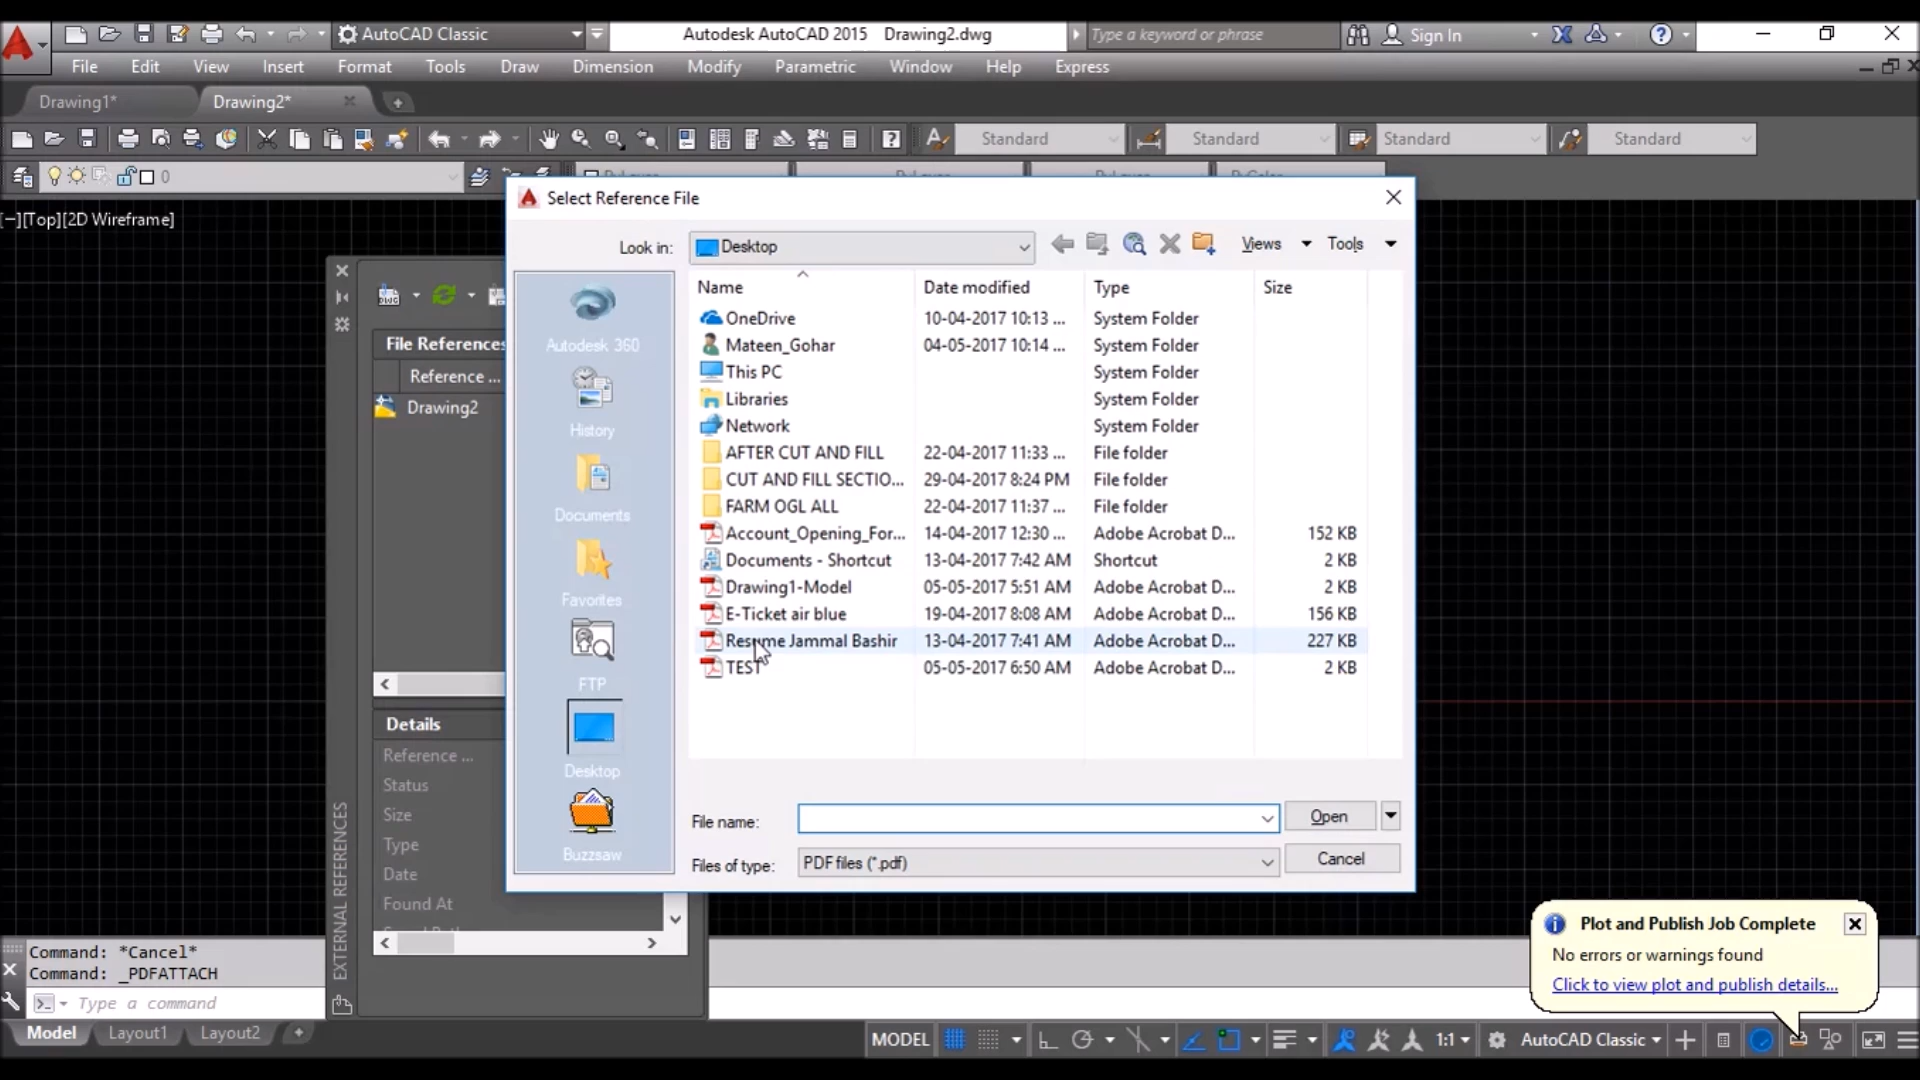 AutoCAD Classic
Autodesk AutoCAD 2015 Drawing2.dwg
Type a keyword or phrase
Sign In
File Edit View Insert Format Tools Draw Dimension Modify Parametric Window Help Express
Drawing1*
Drawing2*
Standard Standard Standard Standard
0
[−][Top][2D Wireframe]
Select Reference File
Look in: Desktop Views Tools
Name Date modified Type Size
OneDrive 10-04-2017 10:13 ... System Folder
Mateen_Gohar 04-05-2017 10:14 ... System Folder
This PC System Folder
Libraries System Folder
Network System Folder
AFTER CUT AND FILL 22-04-2017 11:33 ... File folder
CUT AND FILL SECTIO... 29-04-2017 8:24 PM File folder
FARM OGL ALL 22-04-2017 11:37 ... File folder
Account_Opening_For... 14-04-2017 12:30 ... Adobe Acrobat D... 152 KB
Documents - Shortcut 13-04-2017 7:42 AM Shortcut 2 KB
Drawing1-Model 05-05-2017 5:51 AM Adobe Acrobat D... 2 KB
E-Ticket air blue 19-04-2017 8:08 AM Adobe Acrobat D... 156 KB
Resume Jammal Bashir 13-04-2017 7:41 AM Adobe Acrobat D... 227 KB
TEST 05-05-2017 6:50 AM Adobe Acrobat D... 2 KB
Autodesk 360
History
Documents
Favorites
FTP
Desktop
Buzzsaw
File name: Open
Files of type: PDF files (*.pdf) Cancel
DWG
File References
Reference ...
Drawing2
Details
Reference ...
Status
Size
Type
Date
Found At
EXTERNAL REFERENCES
Command: *Cancel*
Command: _PDFATTACH
Type a command
Model Layout1 Layout2
Plot and Publish Job Complete
No errors or warnings found
Click to view plot and publish details...
MODEL 1:1 AutoCAD Classic